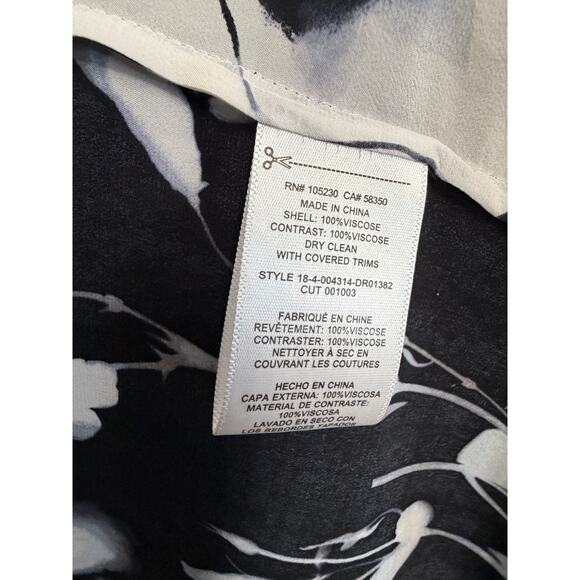 RN# 105230 CA# 58350
MADE IN CHINA
SHELL: 100%VISCOSE
CONTRAST: 100%VISCOSE
DRY CLEAN
WITH COVERED TRIMS
STYLE 18-4-004314-DR01382
CUT 001003
FABRIQUÉ EN CHINE
REVÊTEMENT: 100%VISCOSE
CONTRASTER: 100%VISCOSE
NETTOYER À SEC EN
COUVRANT LES COUTURES
HECHO EN CHINA
CAPA EXTERNA: 100%VISCOSA
MATERIAL DE CONTRASTE:
100%VISCOSA
LAVADO EN SECO CON
LOS REBORDES TAPADOS